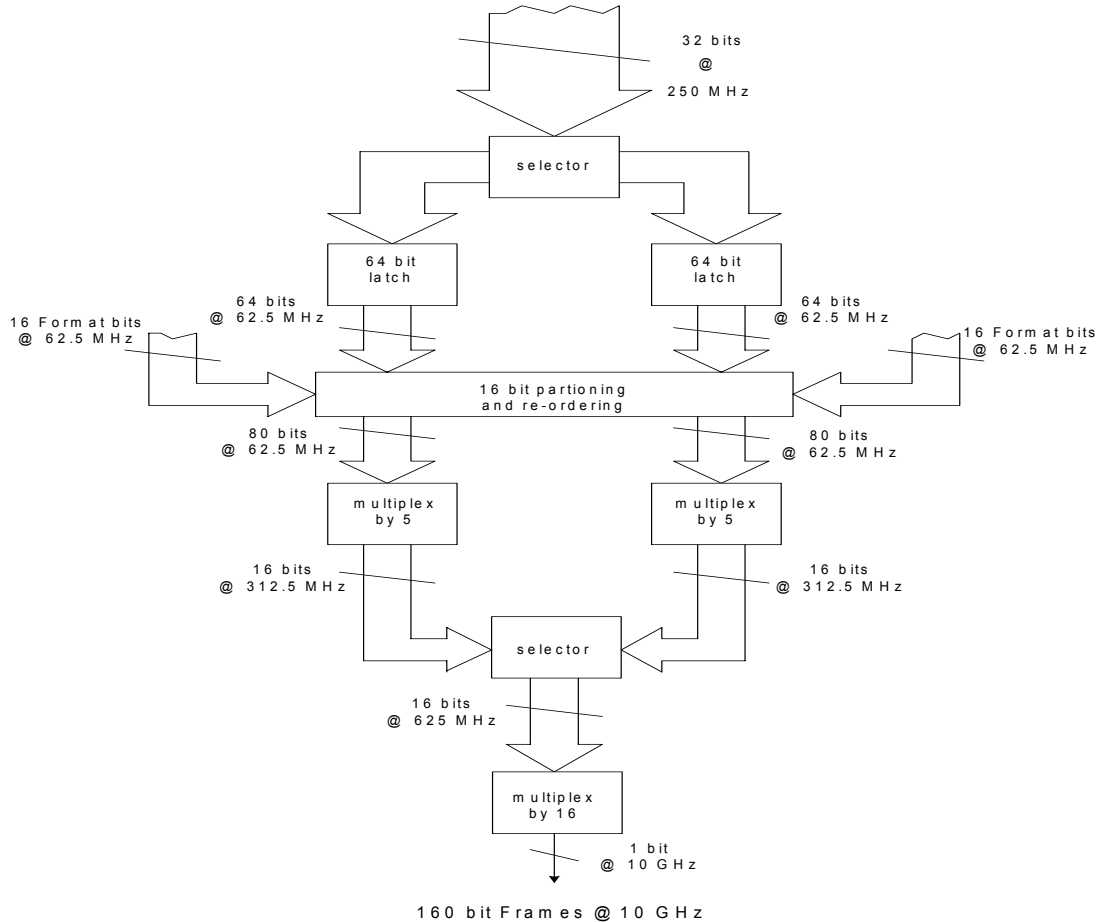 32 bits
@
250 MHz
selector
64 bit
latch
64 bit
latch
64 bits
@ 62.5 MHz
64 bits
@ 62.5 MHz
16 Format bits
@ 62.5 MHz
16 Format bits
@ 62.5 MHz
16 bit partioning
and re-ordering
80 bits
@ 62.5 MHz
80 bits
@ 62.5 MHz
multiplex
by 5
multiplex
by 5
16 bits
@ 312.5 MHz
16 bits
@ 312.5 MHz
selector
16 bits
@ 625 MHz
multiplex
by 16
1 bit
@ 10 GHz
160 bit Frames @ 10 GHz